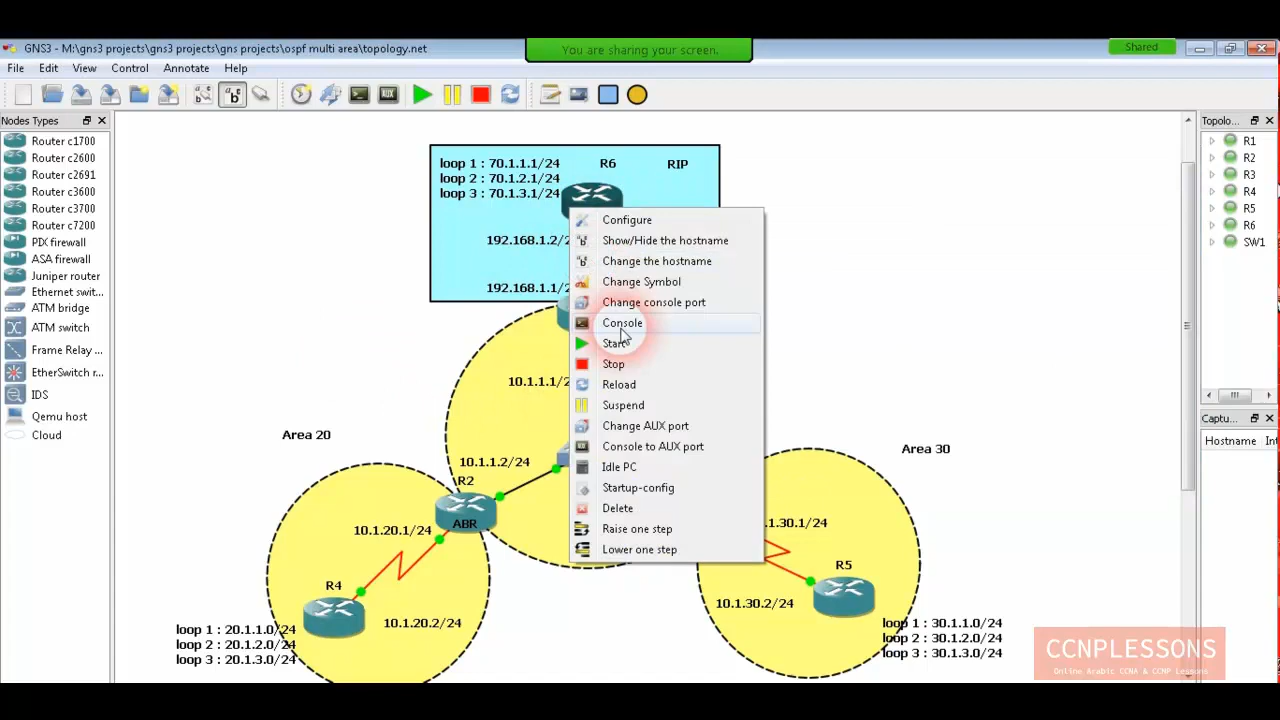 GNS3 - M:\gns3 projects\gns3 projects\gns projects\ospf multi area\topology.net
You are sharing your screen.
Shared
File Edit View Control Annotate Help
Nodes Types
Router c1700
Router c2600
Router c2691
Router c3600
Router c3700
Router c7200
PIX firewall
ASA firewall
Juniper router
Ethernet swit...
ATM bridge
ATM switch
Frame Relay ...
EtherSwitch r...
IDS
Qemu host
Cloud
loop 1 : 70.1.1.1/24
loop 2 : 70.1.2.1/24
loop 3 : 70.1.3.1/24
R6
RIP
192.168.1.2/2
192.168.1.1/2
Configure
Show/Hide the hostname
Change the hostname
Change Symbol
Change console port
Console
Start
Stop
Reload
Suspend
Change AUX port
Console to AUX port
Idle PC
Startup-config
Delete
Raise one step
Lower one step
10.1.1.1/2
10.1.1.2/24
Area 20
R2
ABR
10.1.20.1/24
R4
10.1.20.2/24
loop 1 : 20.1.1.0/24
loop 2 : 20.1.2.0/24
loop 3 : 20.1.3.0/24
Area 30
.1.30.1/24
R5
10.1.30.2/24
loop 1 : 30.1.1.0/24
loop 2 : 30.1.2.0/24
loop 3 : 30.1.3.0/24
Topolo...
R1
R2
R3
R4
R5
R6
SW1
Captu...
Hostname Int
CCNPLESSONS
Online Arabic CCNA & CCNP Lessons